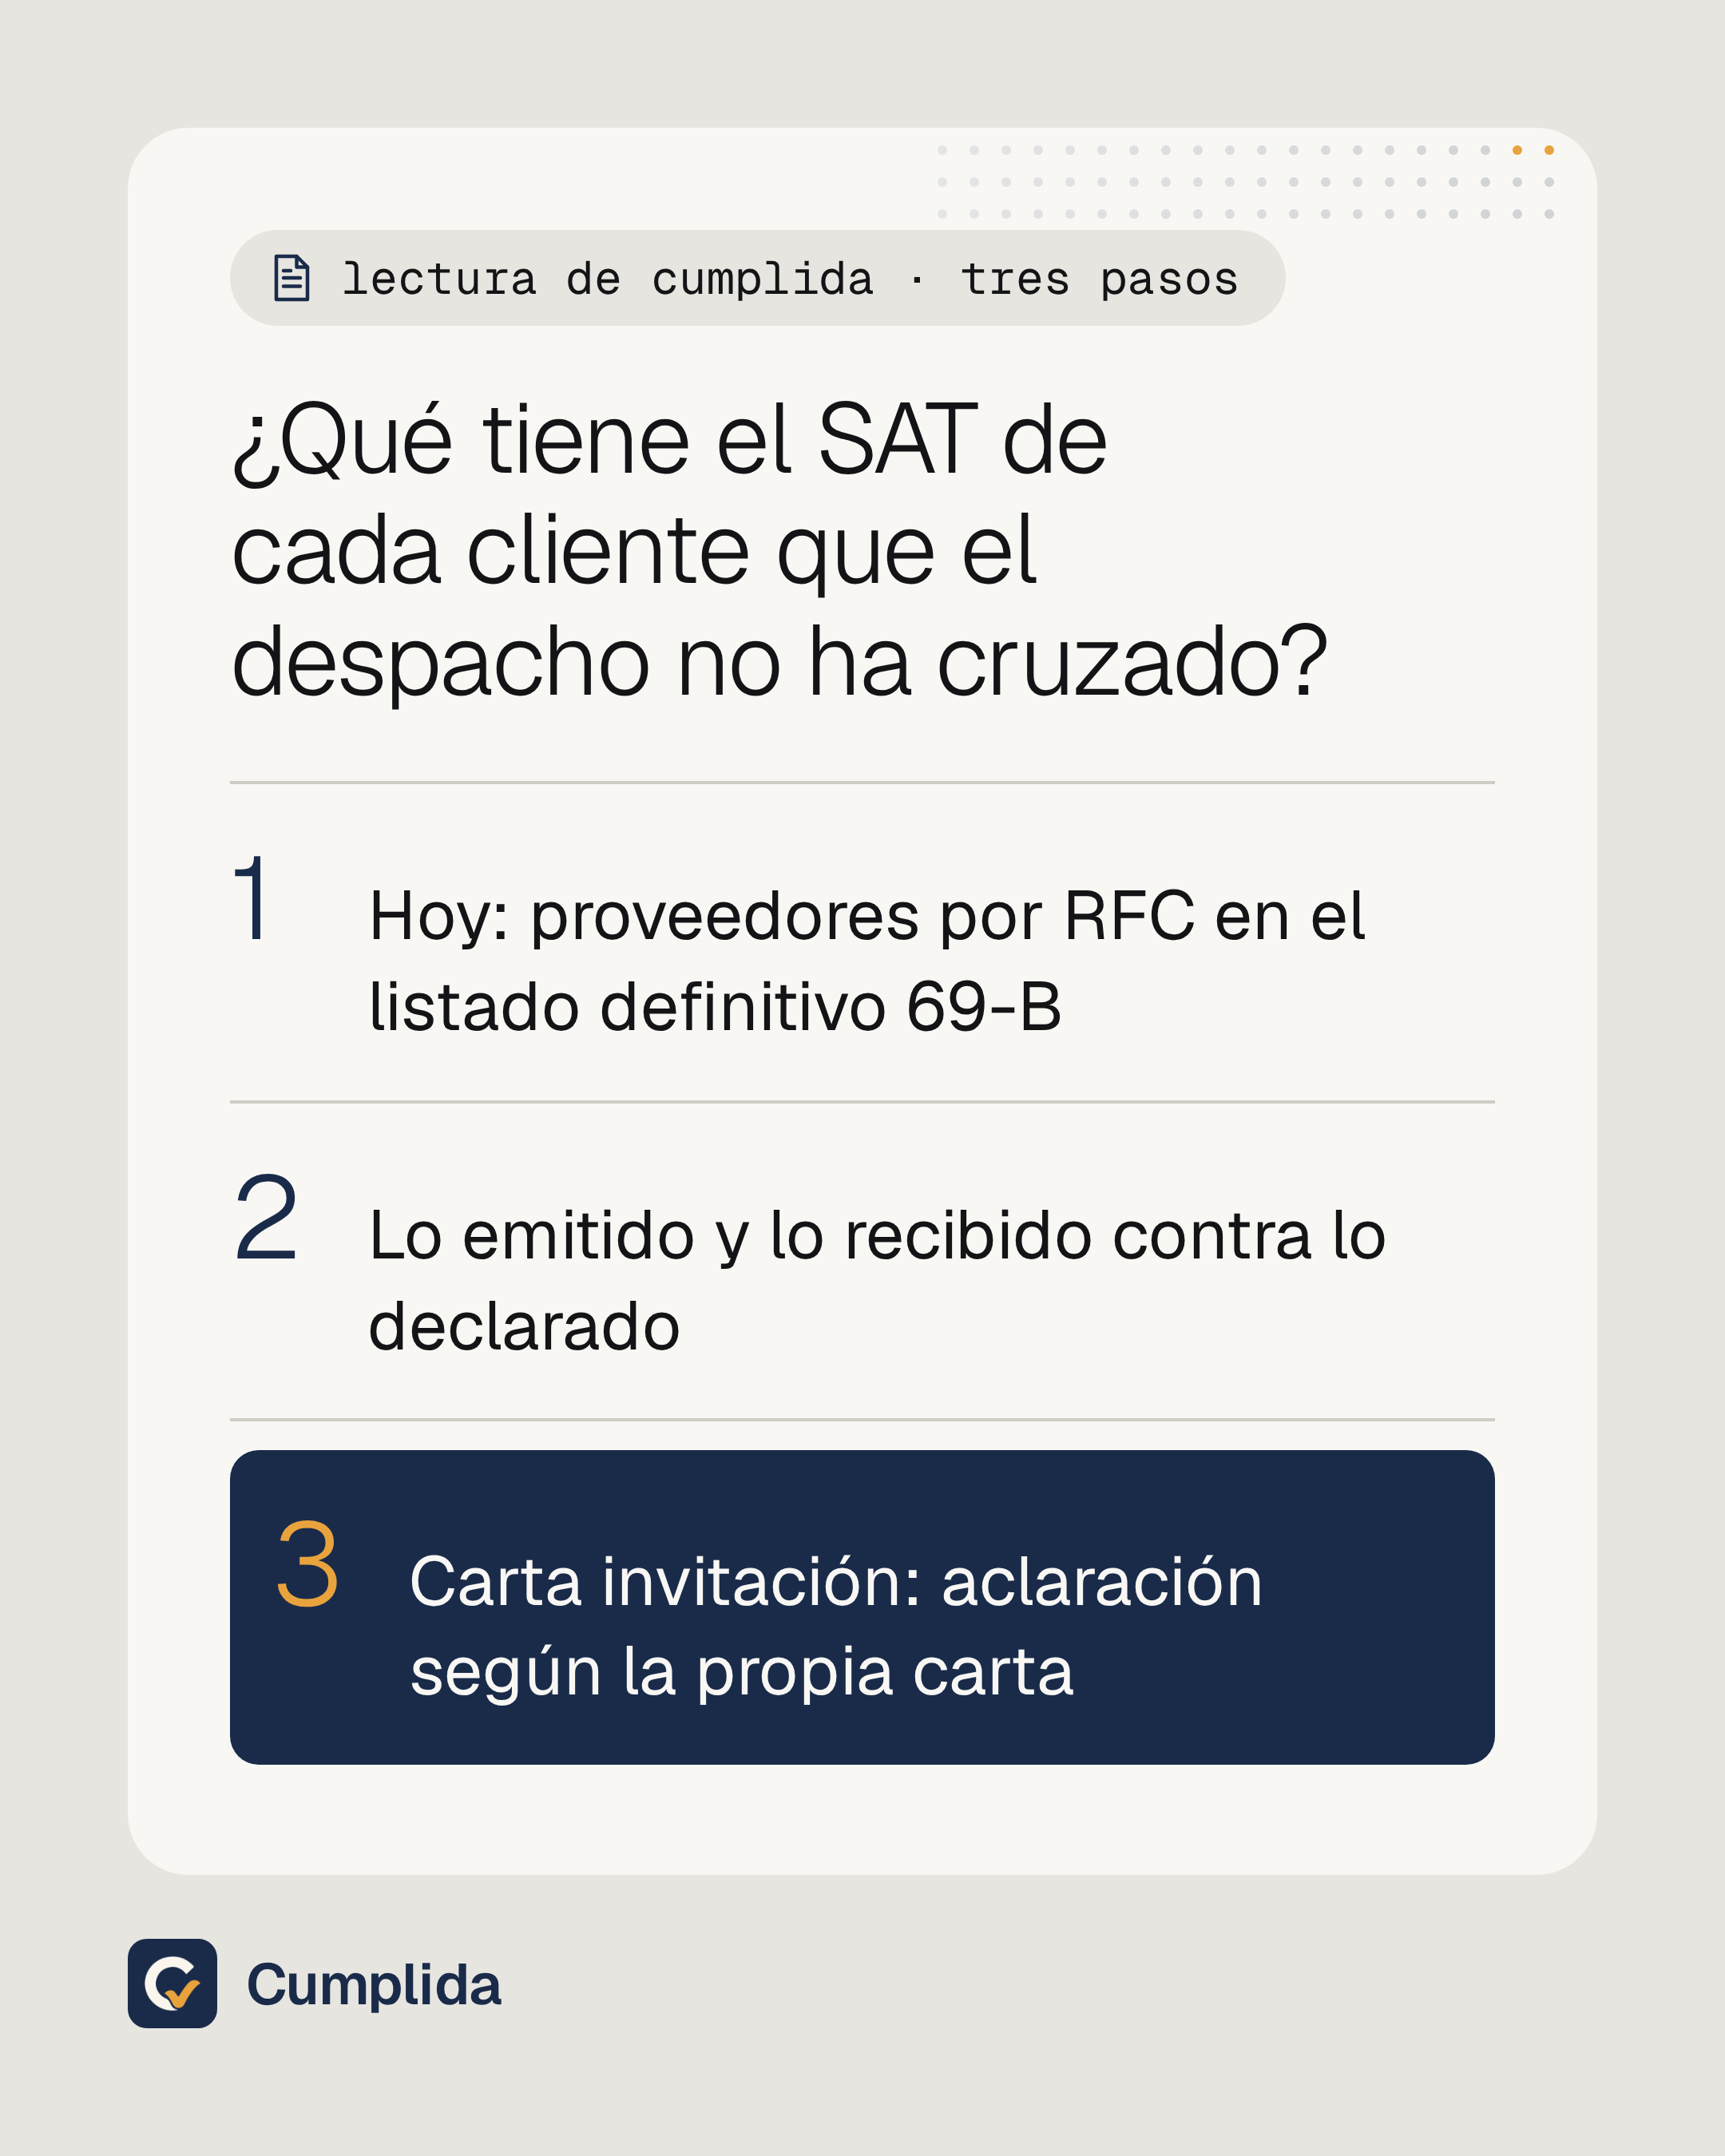 lectura de cumplida · tres pasos
¿Qué tiene el SAT de
cada cliente que el
despacho no ha cruzado?
1
Hoy: proveedores por RFC en el
listado definitivo 69-B
2
Lo emitido y lo recibido contra lo
declarado
3
Carta invitación: aclaración
según la propia carta
Cumplida